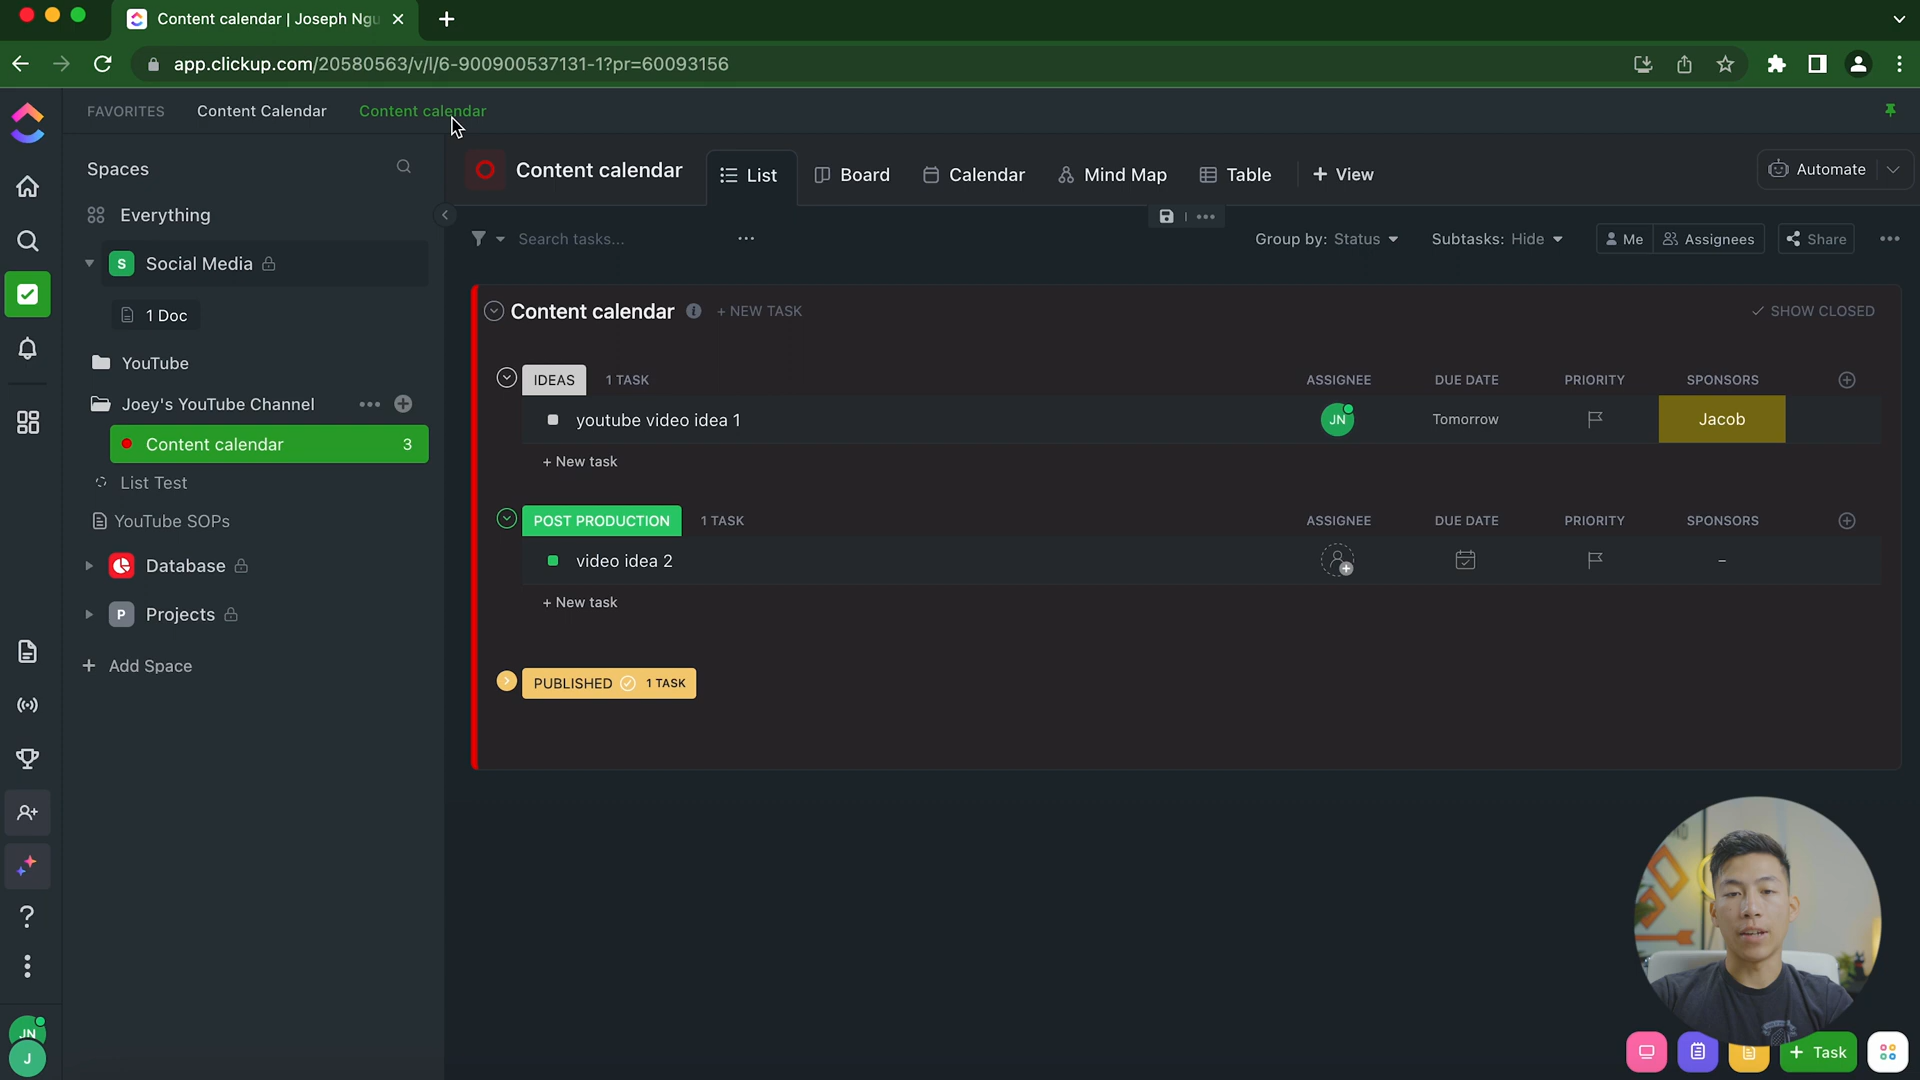 Content calendar | Joseph Ngu
app.clickup.com/20580563/v/l/6-900900537131-1?pr=60093156
FAVORITES Content Calendar Content calendar
Spaces
Everything
S Social Media
1 Doc
YouTube
Joey's YouTube Channel
Content calendar 3
List Test
YouTube SOPs
Database
P Projects
+ Add Space
JN
J
Content calendar List Board Calendar Mind Map Table + View Automate
Search tasks... Group by: Status Subtasks: Hide Me Assignees Share
Content calendar + NEW TASK SHOW CLOSED
IDEAS 1 TASK ASSIGNEE DUE DATE PRIORITY SPONSORS
youtube video idea 1 JN Tomorrow Jacob
+ New task
POST PRODUCTION 1 TASK ASSIGNEE DUE DATE PRIORITY SPONSORS
video idea 2 –
+ New task
PUBLISHED 1 TASK
+ Task